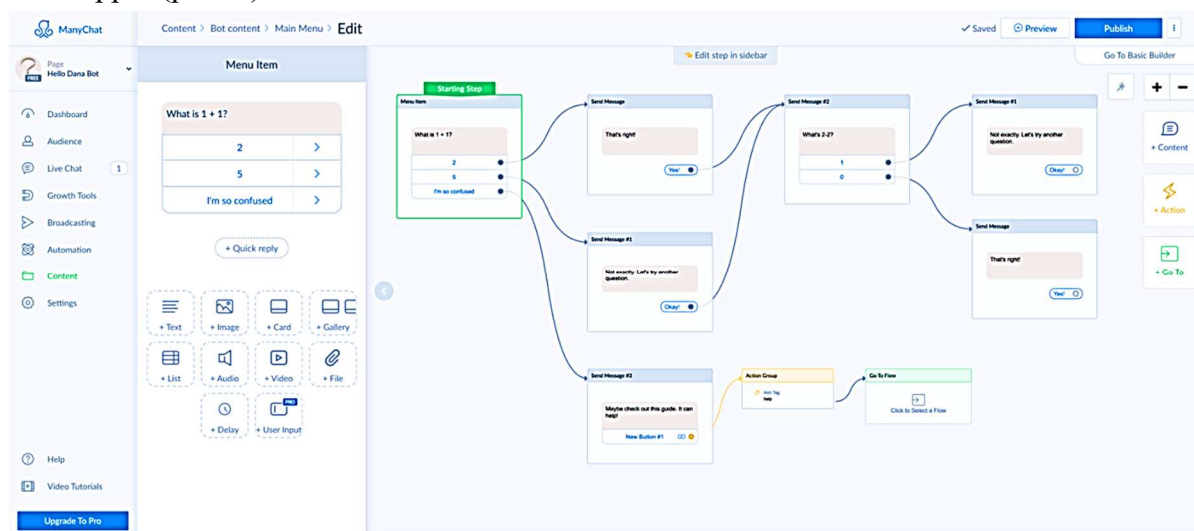 ManyChat
Content > Bot content > Main Menu > Edit
Saved
Preview
Publish
Page
Hello Dana Bot
FREE
Dashboard
Audience
Live Chat
1
Growth Tools
Broadcasting
Automation
Content
Settings
Help
Video Tutorials
Upgrade To Pro
Menu Item
What is 1 + 1?
2
5
I'm so confused
+ Quick reply
+ Text
+ Image
+ Card
+ Gallery
+ List
+ Audio
+ Video
+ File
+ Delay
PRO
+ User Input
Edit step in sidebar
Go To Basic Builder
+ Content
+ Action
+ Go To
Starting Step
Menu Item
What is 1 + 1?
2
5
I'm so confused
Send Message
That's right!
Yes!
Send Message #1
Not exactly. Let's try another
question.
Okay!
Send Message #3
Maybe check out this guide. It can
help!
New Button #1
Send Message #2
What's 2-2?
1
0
Send Message #1
Not exactly. Let's try another
question.
Okay!
Send Message
That's right!
Yes!
Action Group
Add Tag
help
Go To Flow
Click to Select a Flow